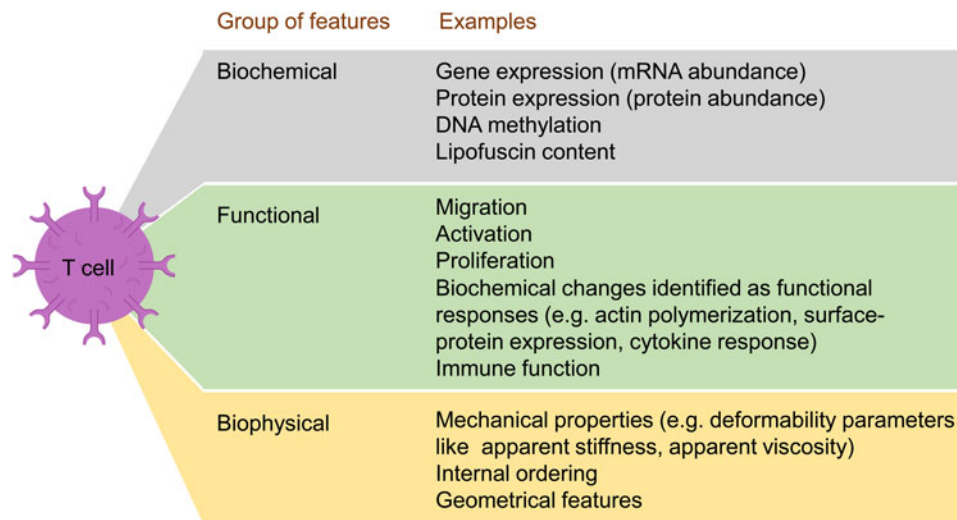 Group of features Examples
Biochemical Gene expression (mRNA abundance)
Protein expression (protein abundance)
DNA methylation
Lipofuscin content
Functional Migration
Activation
Proliferation
Biochemical changes identified as functional
responses (e.g. actin polymerization, surface-
protein expression, cytokine response)
Immune function
T cell
Biophysical Mechanical properties (e.g. deformability parameters
like apparent stiffness, apparent viscosity)
Internal ordering
Geometrical features